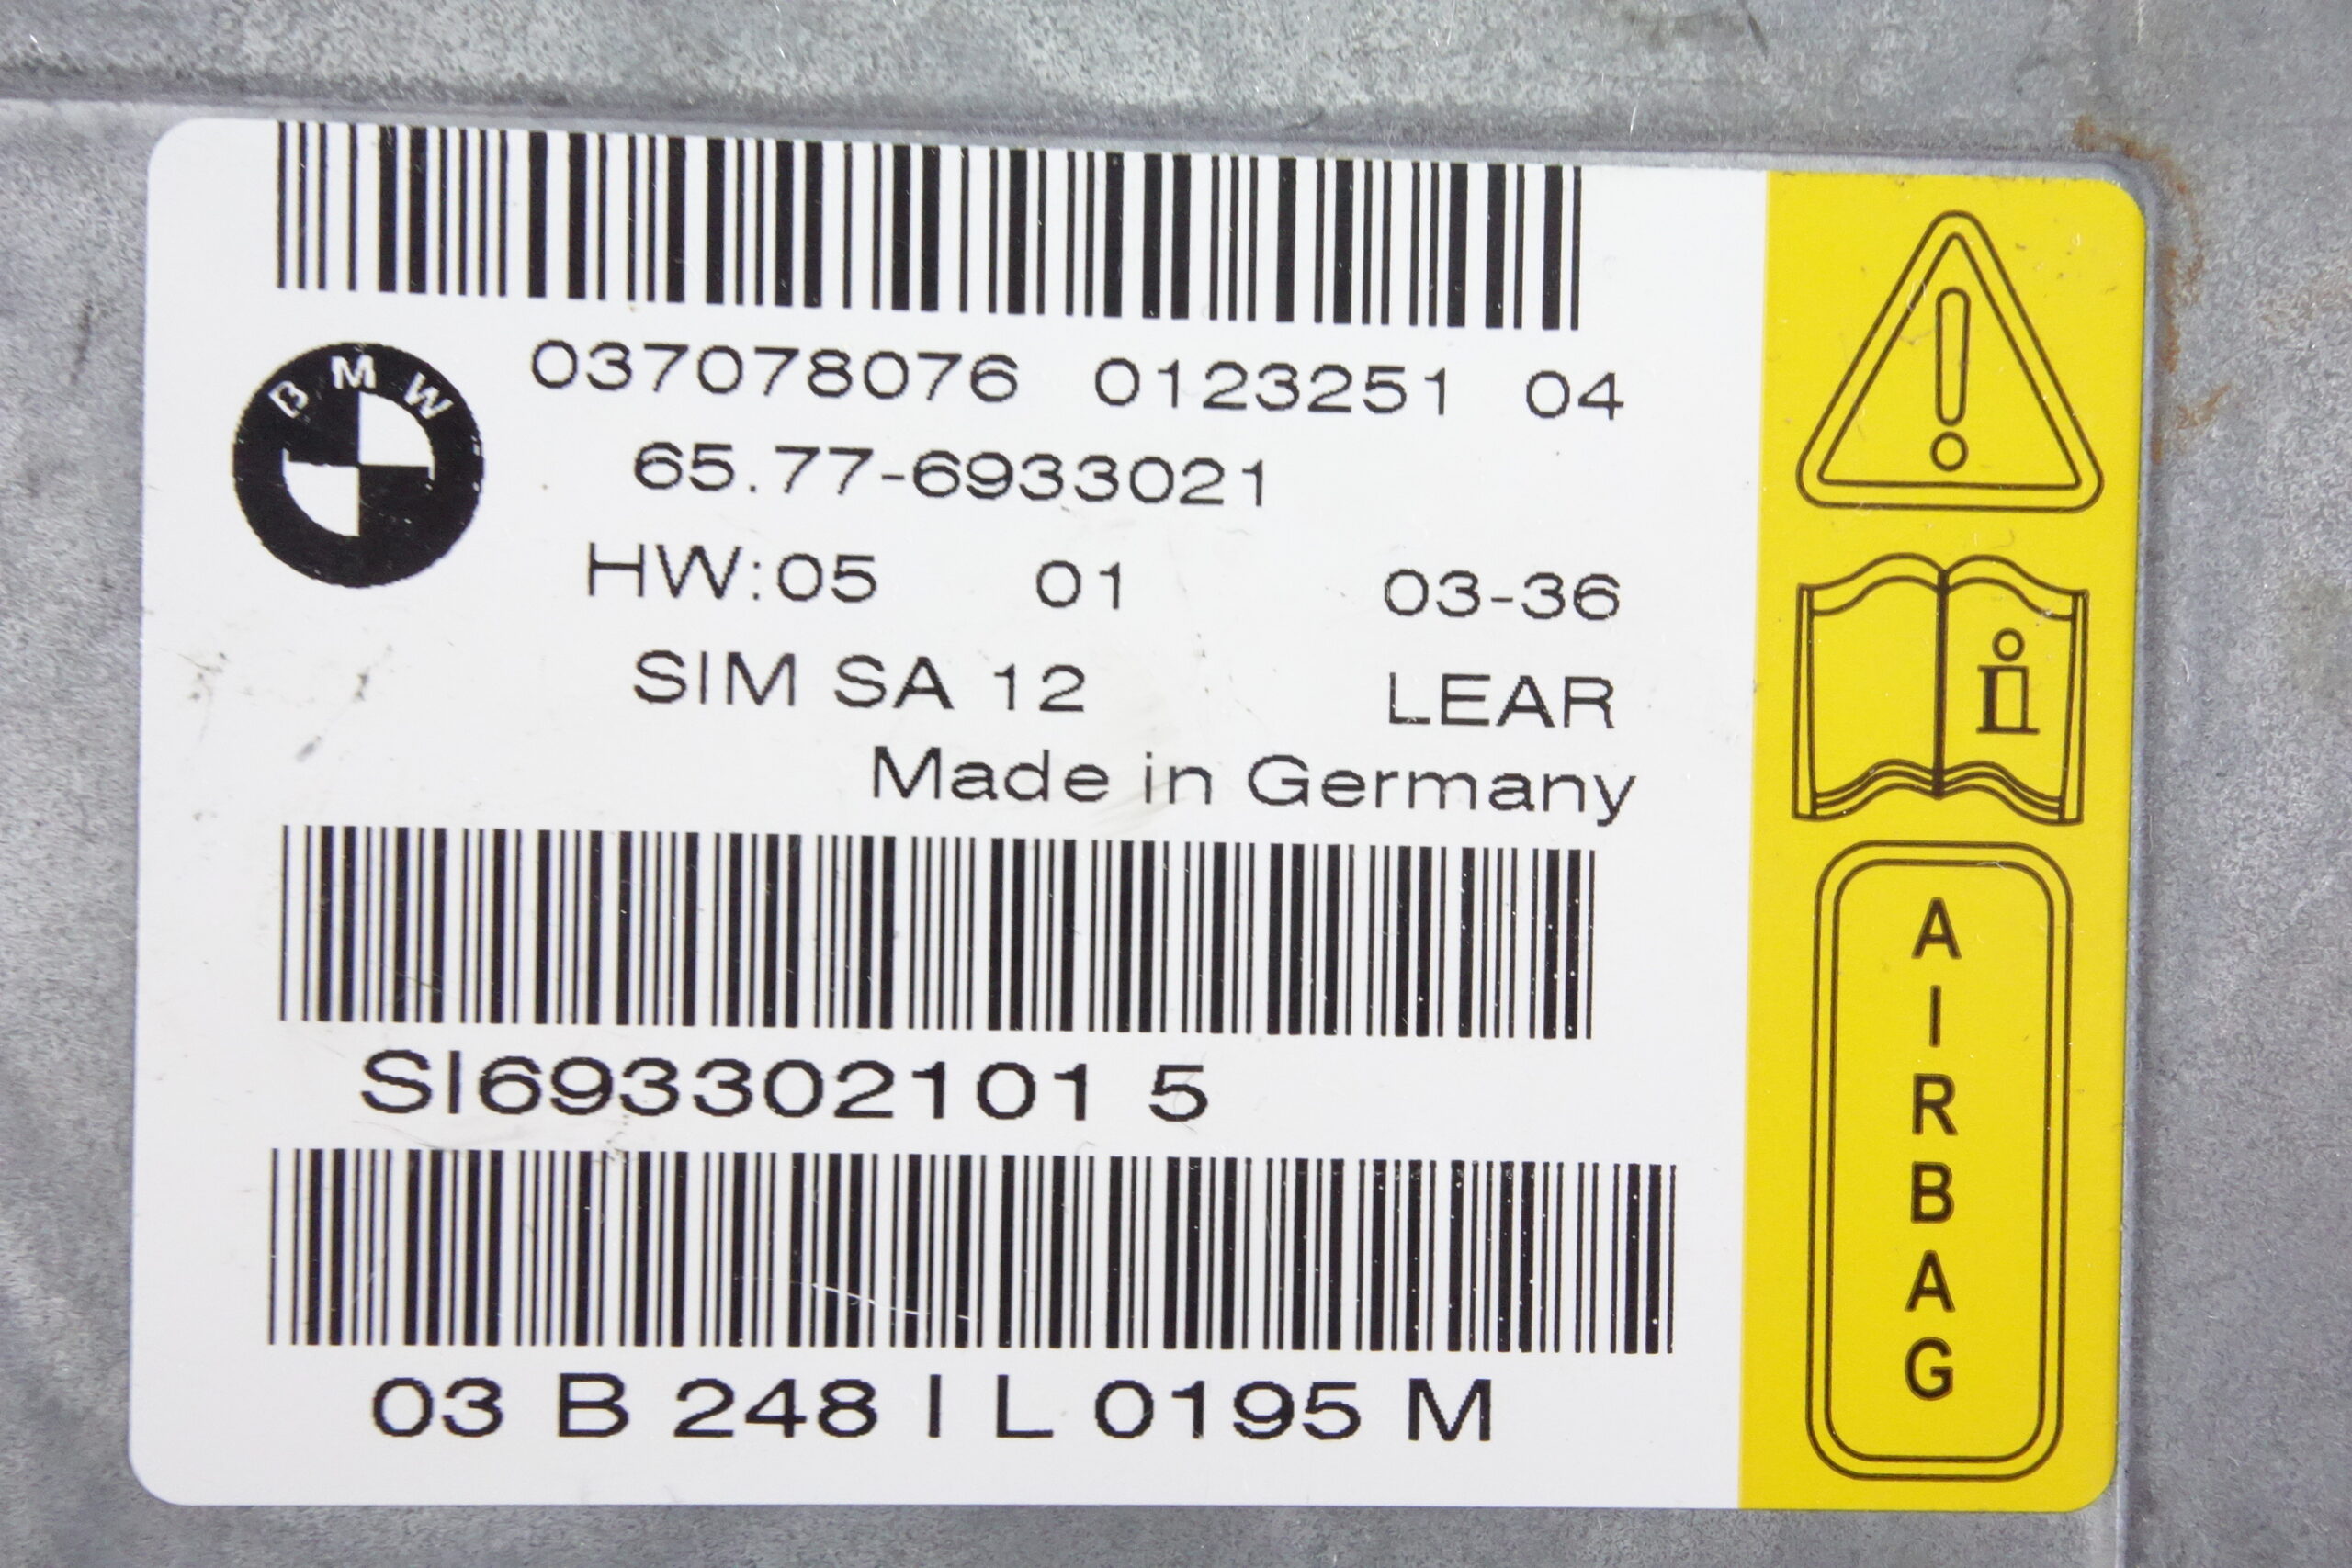 037078076 0123251 04
BMW
65.77-6933021
HW:05 01 03-36
SIM SA 12 LEAR
Made in Germany
SI693302101 5
03 B 248 I L 0195 M
i
AIRBAG